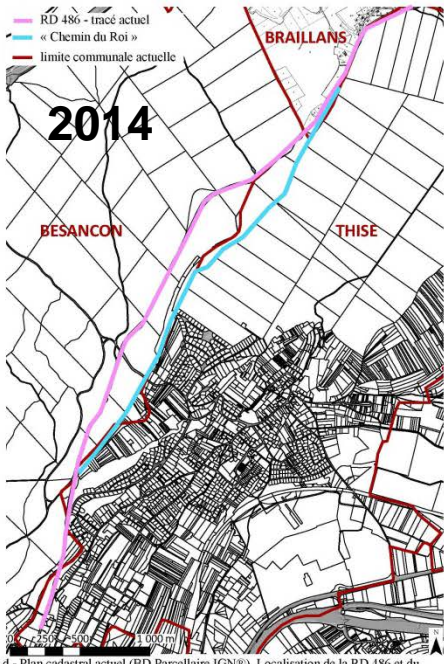 RD 486 - tracé actuel
« Chemin du Roi »
limite communale actuelle
BRAILLANS
2014
BESANCON
THISE
0 250 500 1 000 m
N
d - Plan cadastral actuel (BD Parcellaire IGN®). Localisation de la RD 486 et du